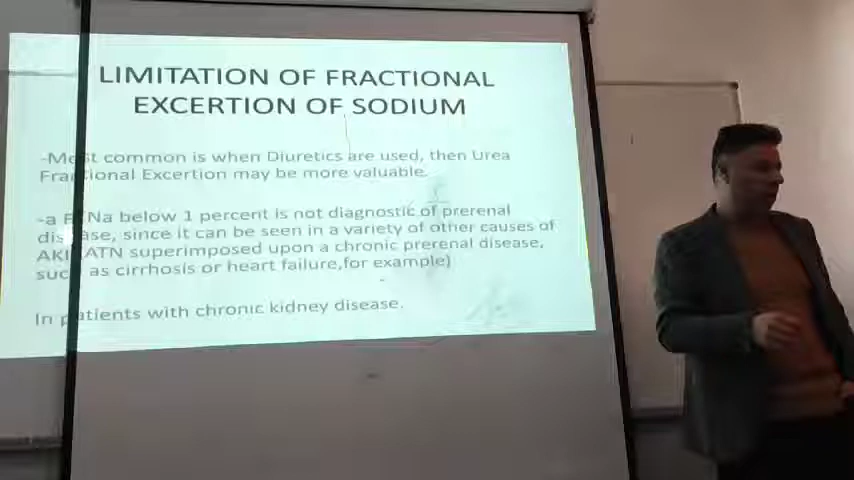 LIMITATION OF FRACTIONAL
EXCERTION OF SODIUM
-Most common is when Diuretics are used, then Urea
Fractional Excertion may be more valuable.
-a FENa below 1 percent is not diagnostic of prerenal
disease, since it can be seen in a variety of other causes of
AKI (ATN superimposed upon a chronic prerenal disease,
such as cirrhosis or heart failure,for example)
In patients with chronic kidney disease.